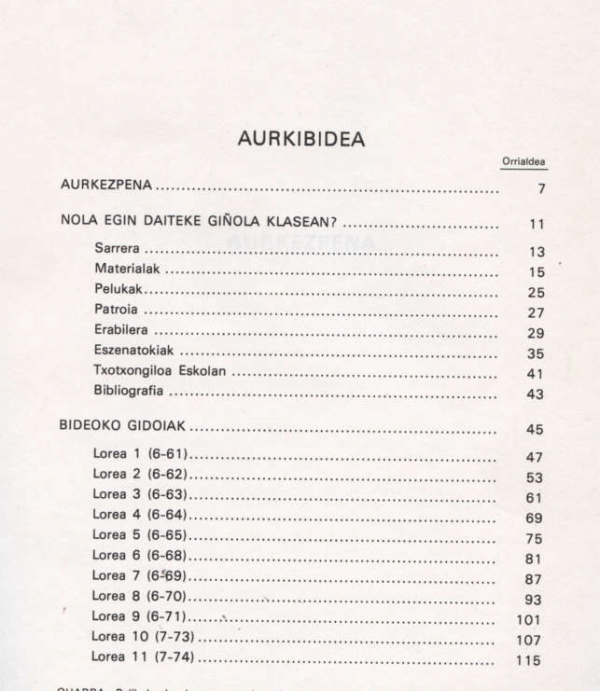 AURKIBIDEA
Orrialdea
AURKEZPENA ........ 7
NOLA EGIN DAITEKE GIÑOLA KLASEAN? ........ 11
Sarrera ........ 13
Materialak ........ 15
Pelukak ........ 25
Patroia ........ 27
Erabilera ........ 29
Eszenatokiak ........ 35
Txotxongiloa Eskolan ........ 41
Bibliografia ........ 43
BIDEOKO GIDOIAK ........ 45
Lorea 1 (6-61) ........ 47
Lorea 2 (6-62) ........ 53
Lorea 3 (6-63) ........ 61
Lorea 4 (6-64) ........ 69
Lorea 5 (6-65) ........ 75
Lorea 6 (6-68) ........ 81
Lorea 7 (6-69) ........ 87
Lorea 8 (6-70) ........ 93
Lorea 9 (6-71) ........ 101
Lorea 10 (7-73) ........ 107
Lorea 11 (7-74) ........ 115